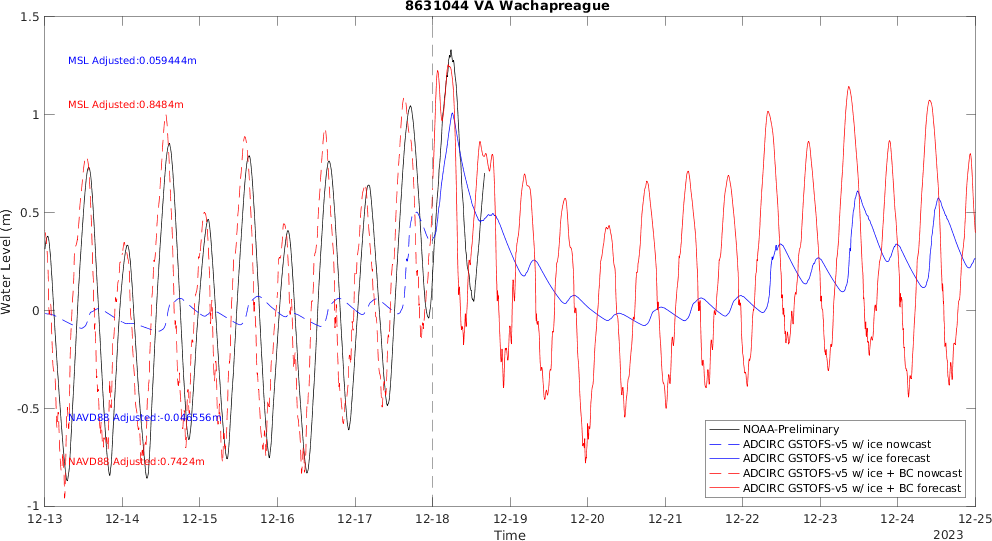 8631044 VA Wachapreague
1.5
1
0.5
0
-0.5
-1
Water Level (m)
MSL Adjusted:0.059444m
MSL Adjusted:0.8484m
NAVD88 Adjusted:-0.046556m
NAVD88 Adjusted:0.7424m
NOAA-Preliminary
ADCIRC GSTOFS-v5 w/ ice nowcast
ADCIRC GSTOFS-v5 w/ ice forecast
ADCIRC GSTOFS-v5 w/ ice + BC nowcast
ADCIRC GSTOFS-v5 w/ ice + BC forecast
12-13 12-14 12-15 12-16 12-17 12-18 12-19 12-20 12-21 12-22 12-23 12-24 12-25
Time
2023